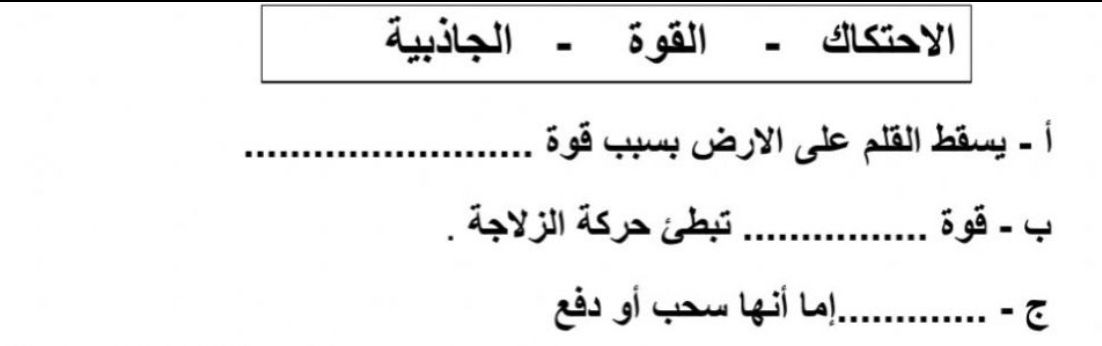 الاحتكاك - القوة - الجاذبية
أ - يسقط القلم على الارض بسبب قوة .........................
ب - قوة ................ تبطئ حركة الزلاجة .
ج - .............إما أنها سحب أو دفع